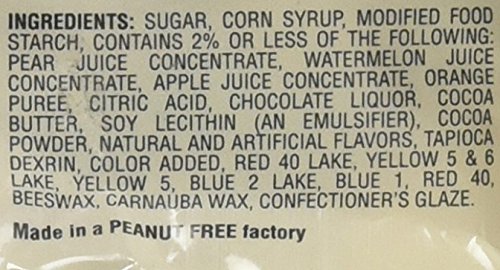 INGREDIENTS: SUGAR, CORN SYRUP, MODIFIED FOOD
STARCH, CONTAINS 2% OR LESS OF THE FOLLOWING:
PEAR JUICE CONCENTRATE, WATERMELON JUICE
CONCENTRATE, APPLE JUICE CONCENTRATE, ORANGE
PUREE, CITRIC ACID, CHOCOLATE LIQUOR, COCOA
BUTTER, SOY LECITHIN (AN EMULSIFIER), COCOA
POWDER, NATURAL AND ARTIFICIAL FLAVORS, TAPIOCA
DEXRIN, COLOR ADDED, RED 40 LAKE, YELLOW 5 & 6
LAKE, YELLOW 5, BLUE 2 LAKE, BLUE 1, RED 40,
BEESWAX, CARNAUBA WAX, CONFECTIONER'S GLAZE.
Made in a PEANUT FREE factory